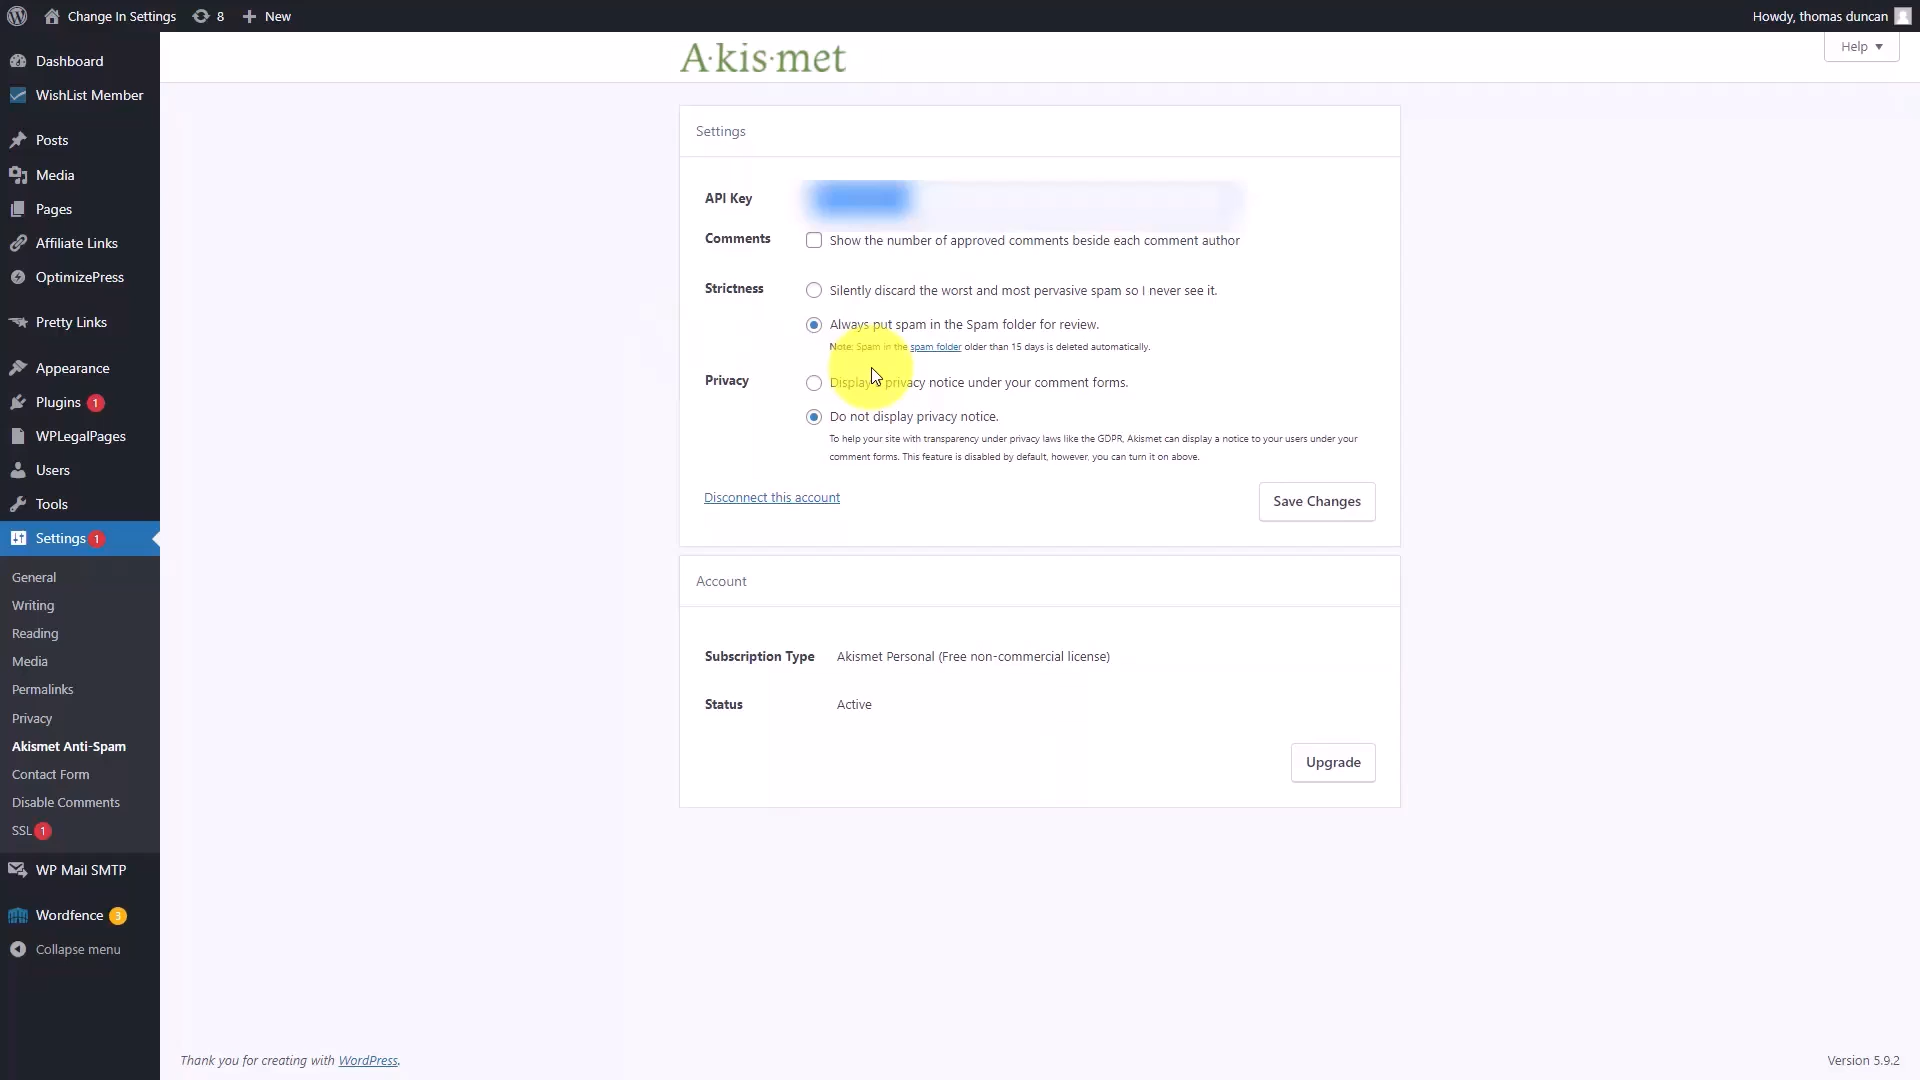 Change In Settings 8 New Howdy, thomas duncan
Help
A·kis·met
Dashboard
WishList Member
Posts
Media
Pages
Affiliate Links
OptimizePress
Pretty Links
Appearance
Plugins 1
WPLegalPages
Users
Tools
Settings 1
General
Writing
Reading
Media
Permalinks
Privacy
Akismet Anti-Spam
Contact Form
Disable Comments
SSL 1
WP Mail SMTP
Wordfence 3
Collapse menu
Settings
API Key
Comments Show the number of approved comments beside each comment author
Strictness Silently discard the worst and most pervasive spam so I never see it.
Always put spam in the Spam folder for review.
Note: Spam in the spam folder older than 15 days is deleted automatically.
Privacy Display a privacy notice under your comment forms.
Do not display privacy notice.
To help your site with transparency under privacy laws like the GDPR, Akismet can display a notice to your users under your
comment forms. This feature is disabled by default, however, you can turn it on above.
Disconnect this account Save Changes
Account
Subscription Type Akismet Personal (Free non-commercial license)
Status Active
Upgrade
Thank you for creating with WordPress. Version 5.9.2